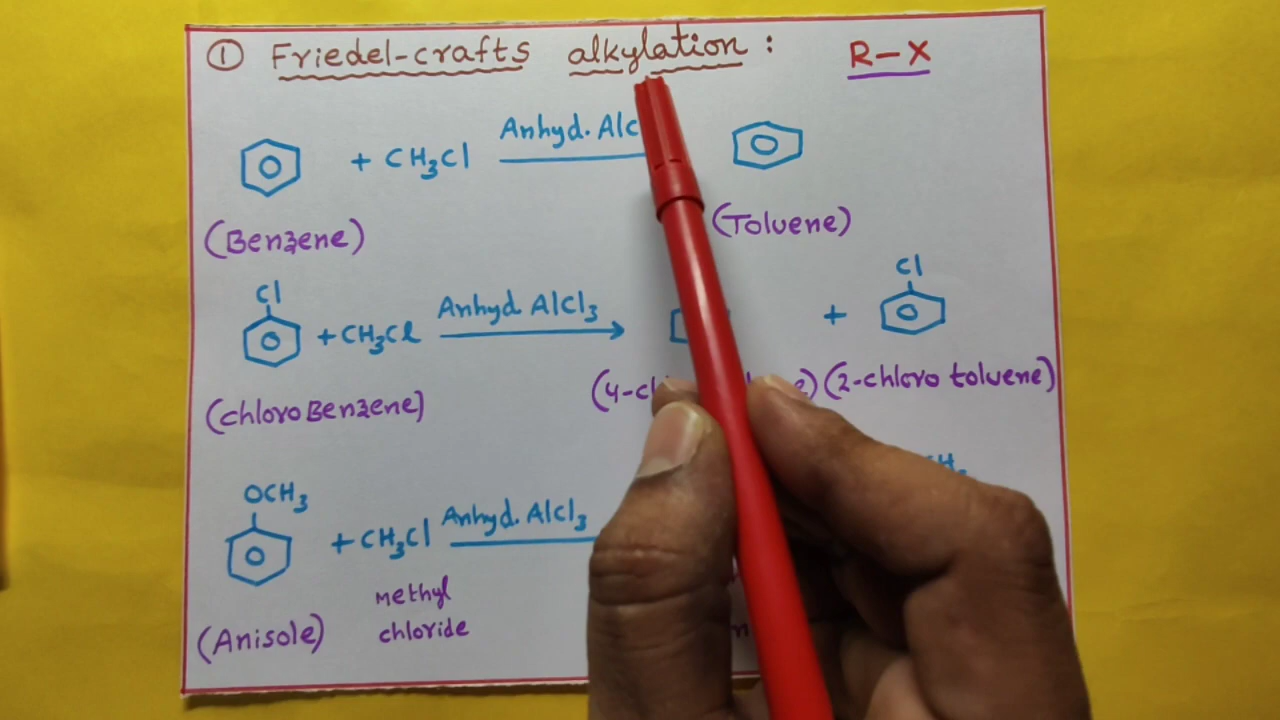 ① Friedel-crafts alkylation : R-X
+ CH₃Cl Anhyd.
(Benzene) (Toluene)
Cl Cl
+ CH₃Cl Anhyd AlCl₃ +
(chloroBenzene) (2-chloro toluene)
OCH₃
+ CH₃Cl Anhyd. AlCl₃
methyl
(Anisole) chloride